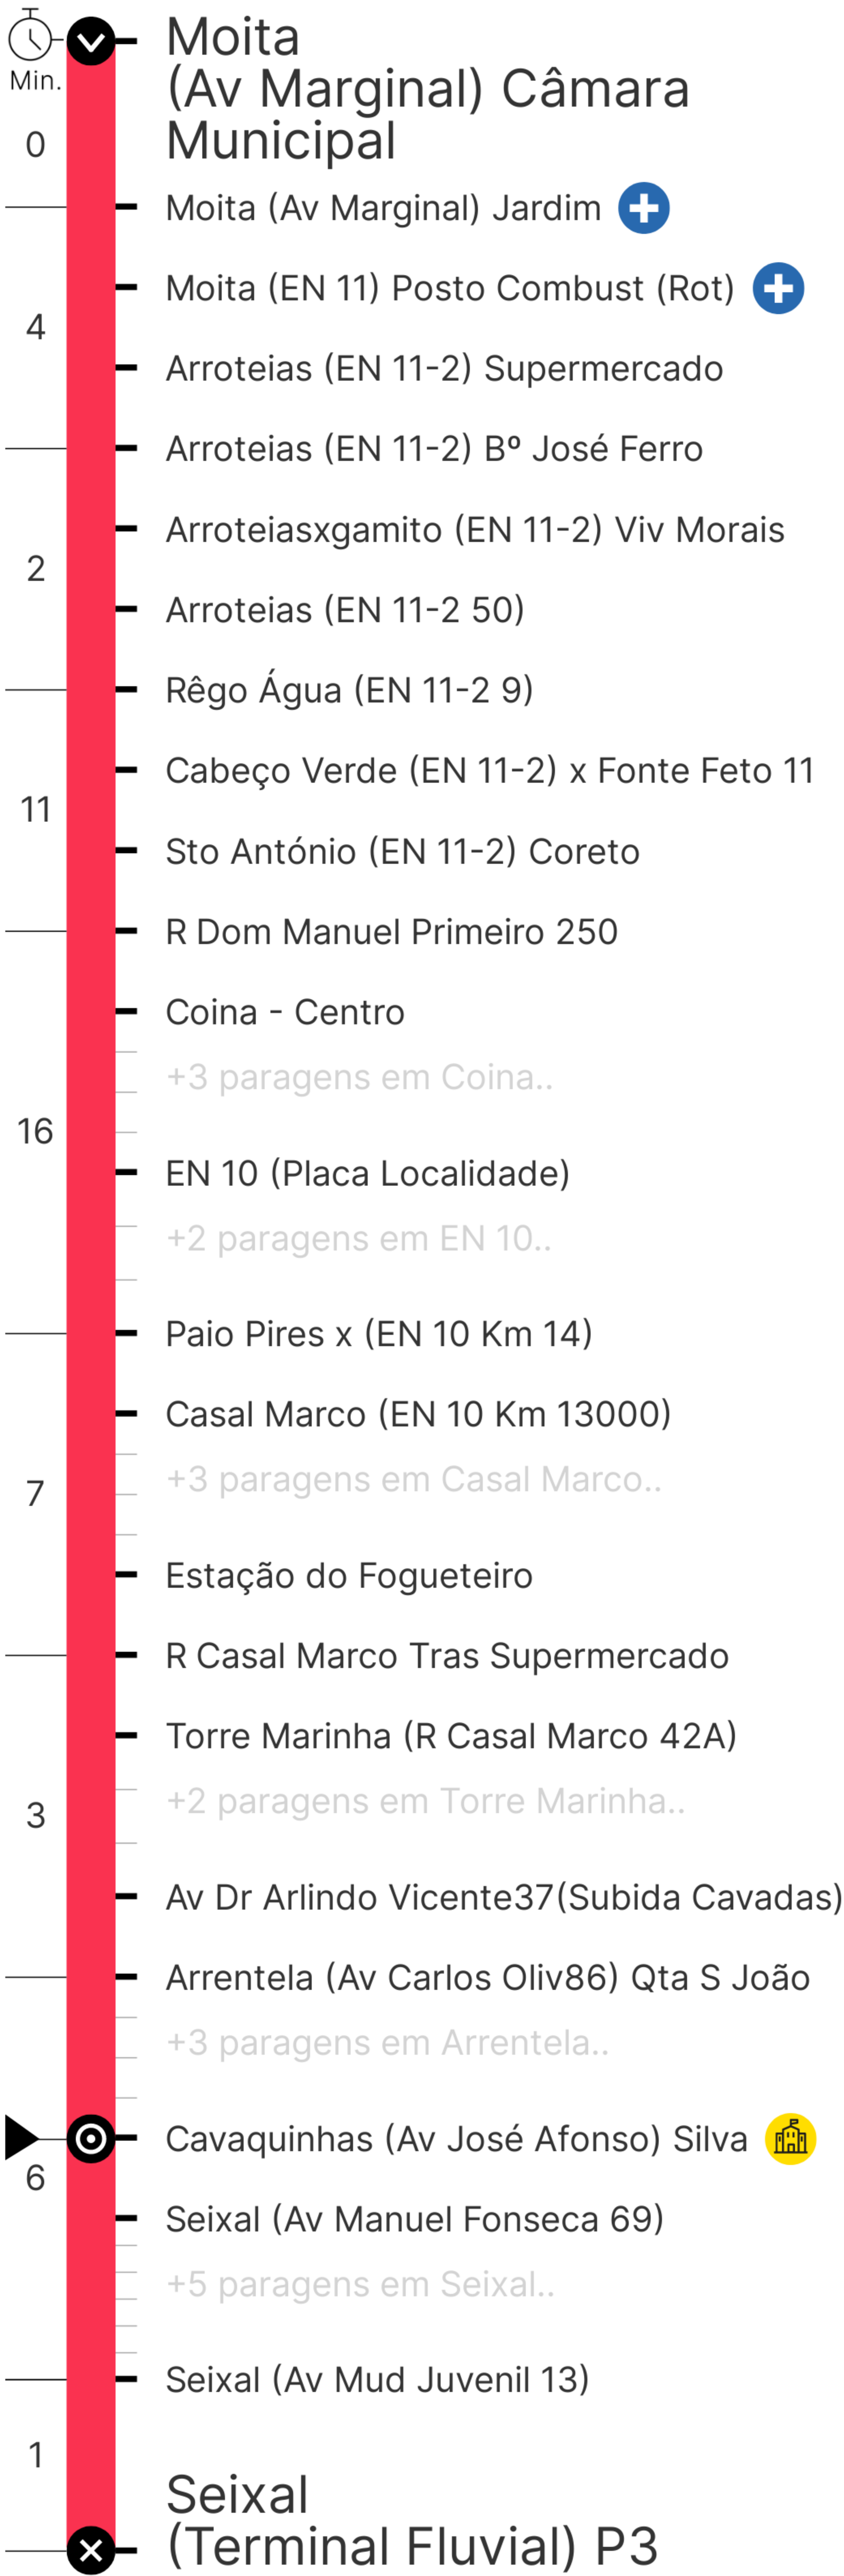 Min.
Moita
(Av Marginal) Câmara
Municipal
0
Moita (Av Marginal) Jardim
Moita (EN 11) Posto Combust (Rot)
4
Arroteias (EN 11-2) Supermercado
Arroteias (EN 11-2) Bº José Ferro
Arroteiasxgamito (EN 11-2) Viv Morais
2
Arroteias (EN 11-2 50)
Rêgo Água (EN 11-2 9)
Cabeço Verde (EN 11-2) x Fonte Feto 11
11
Sto António (EN 11-2) Coreto
R Dom Manuel Primeiro 250
Coina - Centro
+3 paragens em Coina..
16
EN 10 (Placa Localidade)
+2 paragens em EN 10..
Paio Pires x (EN 10 Km 14)
Casal Marco (EN 10 Km 13000)
+3 paragens em Casal Marco..
7
Estação do Fogueteiro
R Casal Marco Tras Supermercado
Torre Marinha (R Casal Marco 42A)
+2 paragens em Torre Marinha..
3
Av Dr Arlindo Vicente37(Subida Cavadas)
Arrentela (Av Carlos Oliv86) Qta S João
+3 paragens em Arrentela..
Cavaquinhas (Av José Afonso) Silva
6
Seixal (Av Manuel Fonseca 69)
+5 paragens em Seixal..
Seixal (Av Mud Juvenil 13)
1
Seixal
(Terminal Fluvial) P3